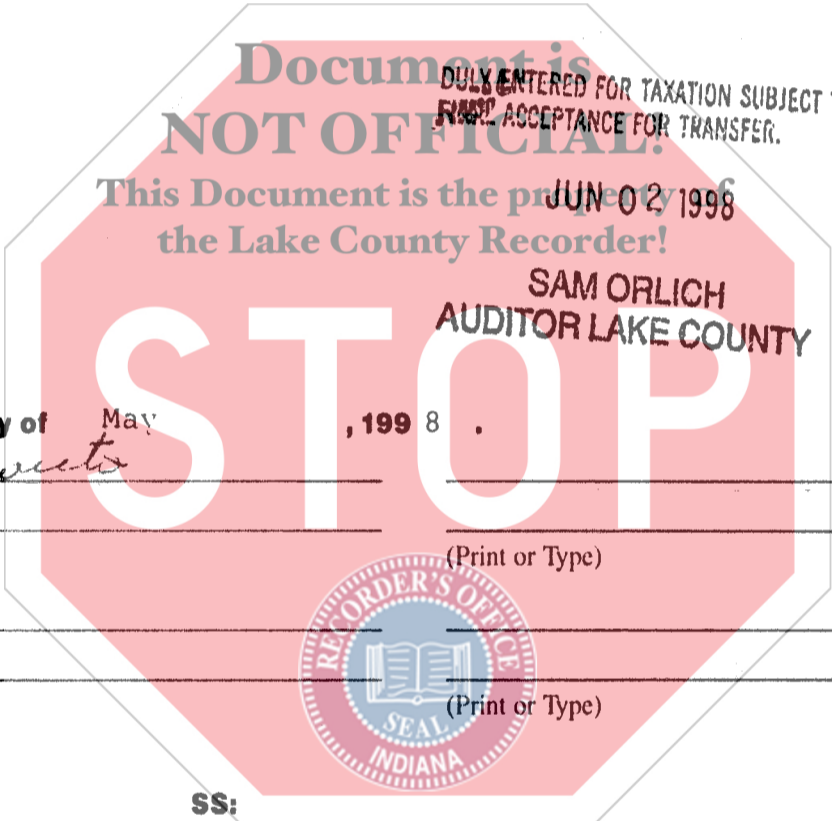 Document is
NOT OFFICIAL!
This Document is the property of
the Lake County Recorder!
DULY ENTERED FOR TAXATION SUBJECT
FINAL ACCEPTANCE FOR TRANSFER.
JUN 02 1998
SAM ORLICH
AUDITOR LAKE COUNTY
STOP
of May , 199 8 .
(Print or Type)
RECORDER'S OFFICE
SEAL
INDIANA
(Print or Type)
SS: